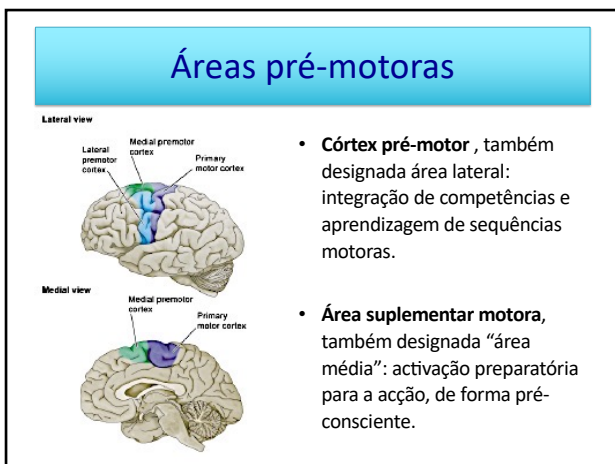 Áreas pré-motoras
Lateral view
Medial premotor
cortex
Lateral
premotor
cortex
Primary
motor cortex
Medial view
Medial premotor
cortex
Primary
motor cortex
• Córtex pré-motor , também
designada área lateral:
integração de competências e
aprendizagem de sequências
motoras.
• Área suplementar motora,
também designada “área
média”: activação preparatória
para a acção, de forma pré-
consciente.